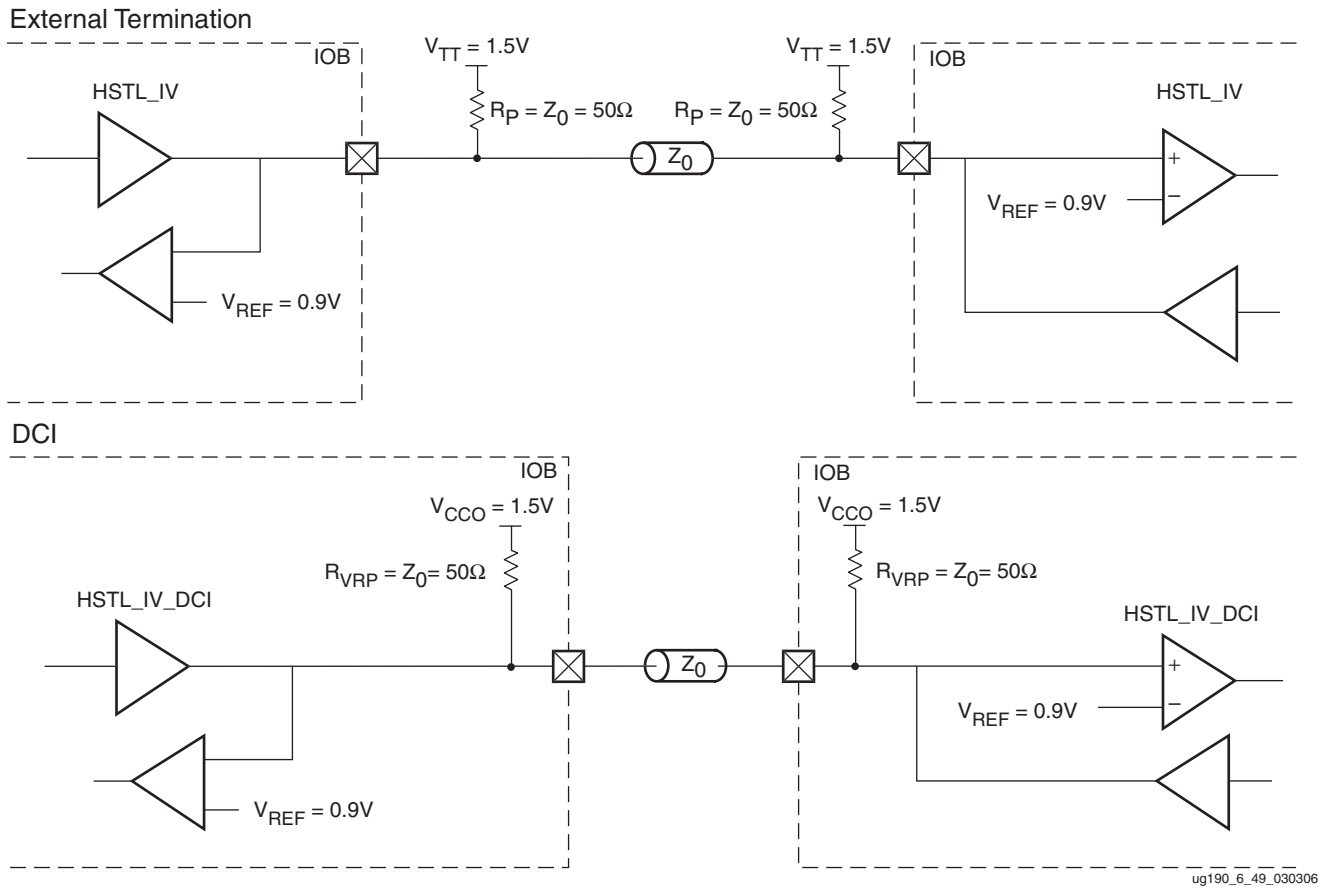 External Termination
IOB
V_TT = 1.5V
V_TT = 1.5V
IOB
HSTL_IV
R_P = Z_0 = 50Ω
R_P = Z_0 = 50Ω
HSTL_IV
Z_0
+
V_REF = 0.9V
–
V_REF = 0.9V
DCI
IOB
IOB
V_CCO = 1.5V
V_CCO = 1.5V
R_VRP = Z_0= 50Ω
R_VRP = Z_0= 50Ω
HSTL_IV_DCI
HSTL_IV_DCI
Z_0
+
V_REF = 0.9V
–
V_REF = 0.9V
ug190_6_49_030306